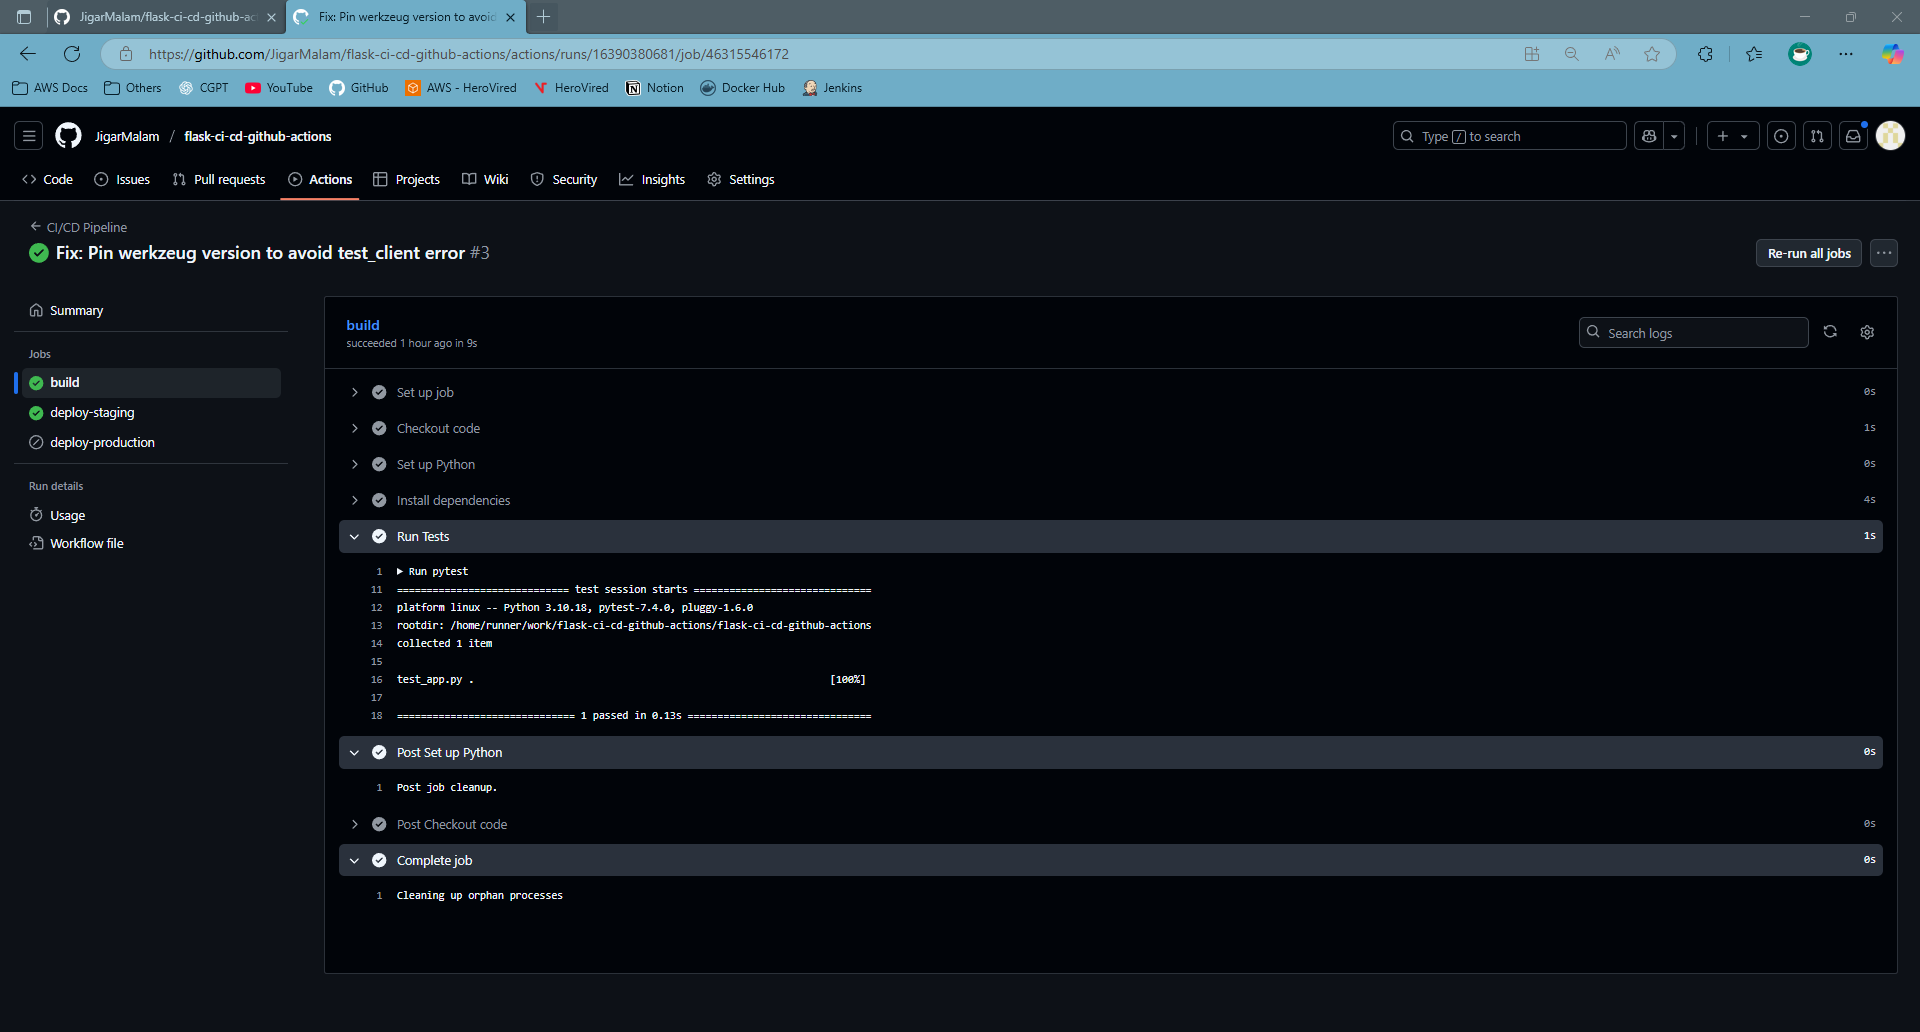 JigarMalam/flask-ci-cd-github-ac
Fix: Pin werkzeug version to avoid
https://github.com/JigarMalam/flask-ci-cd-github-actions/actions/runs/16390380681/job/46315546172
AWS Docs
Others
CGPT
YouTube
GitHub
AWS - HeroVired
HeroVired
Notion
Docker Hub
Jenkins
JigarMalam / flask-ci-cd-github-actions
Type / to search
Code
Issues
Pull requests
Actions
Projects
Wiki
Security
Insights
Settings
CI/CD Pipeline
Fix: Pin werkzeug version to avoid test_client error #3
Re-run all jobs
Summary
Jobs
build
deploy-staging
deploy-production
Run details
Usage
Workflow file
build
succeeded 1 hour ago in 9s
Search logs
Set up job 0s
Checkout code 1s
Set up Python 0s
Install dependencies 4s
Run Tests 1s
1 ▶ Run pytest
11 ============================= test session starts ==============================
12 platform linux -- Python 3.10.18, pytest-7.4.0, pluggy-1.6.0
13 rootdir: /home/runner/work/flask-ci-cd-github-actions/flask-ci-cd-github-actions
14 collected 1 item
15
16 test_app.py . [100%]
17
18 ============================== 1 passed in 0.13s ===============================
Post Set up Python 0s
1 Post job cleanup.
Post Checkout code 0s
Complete job 0s
1 Cleaning up orphan processes